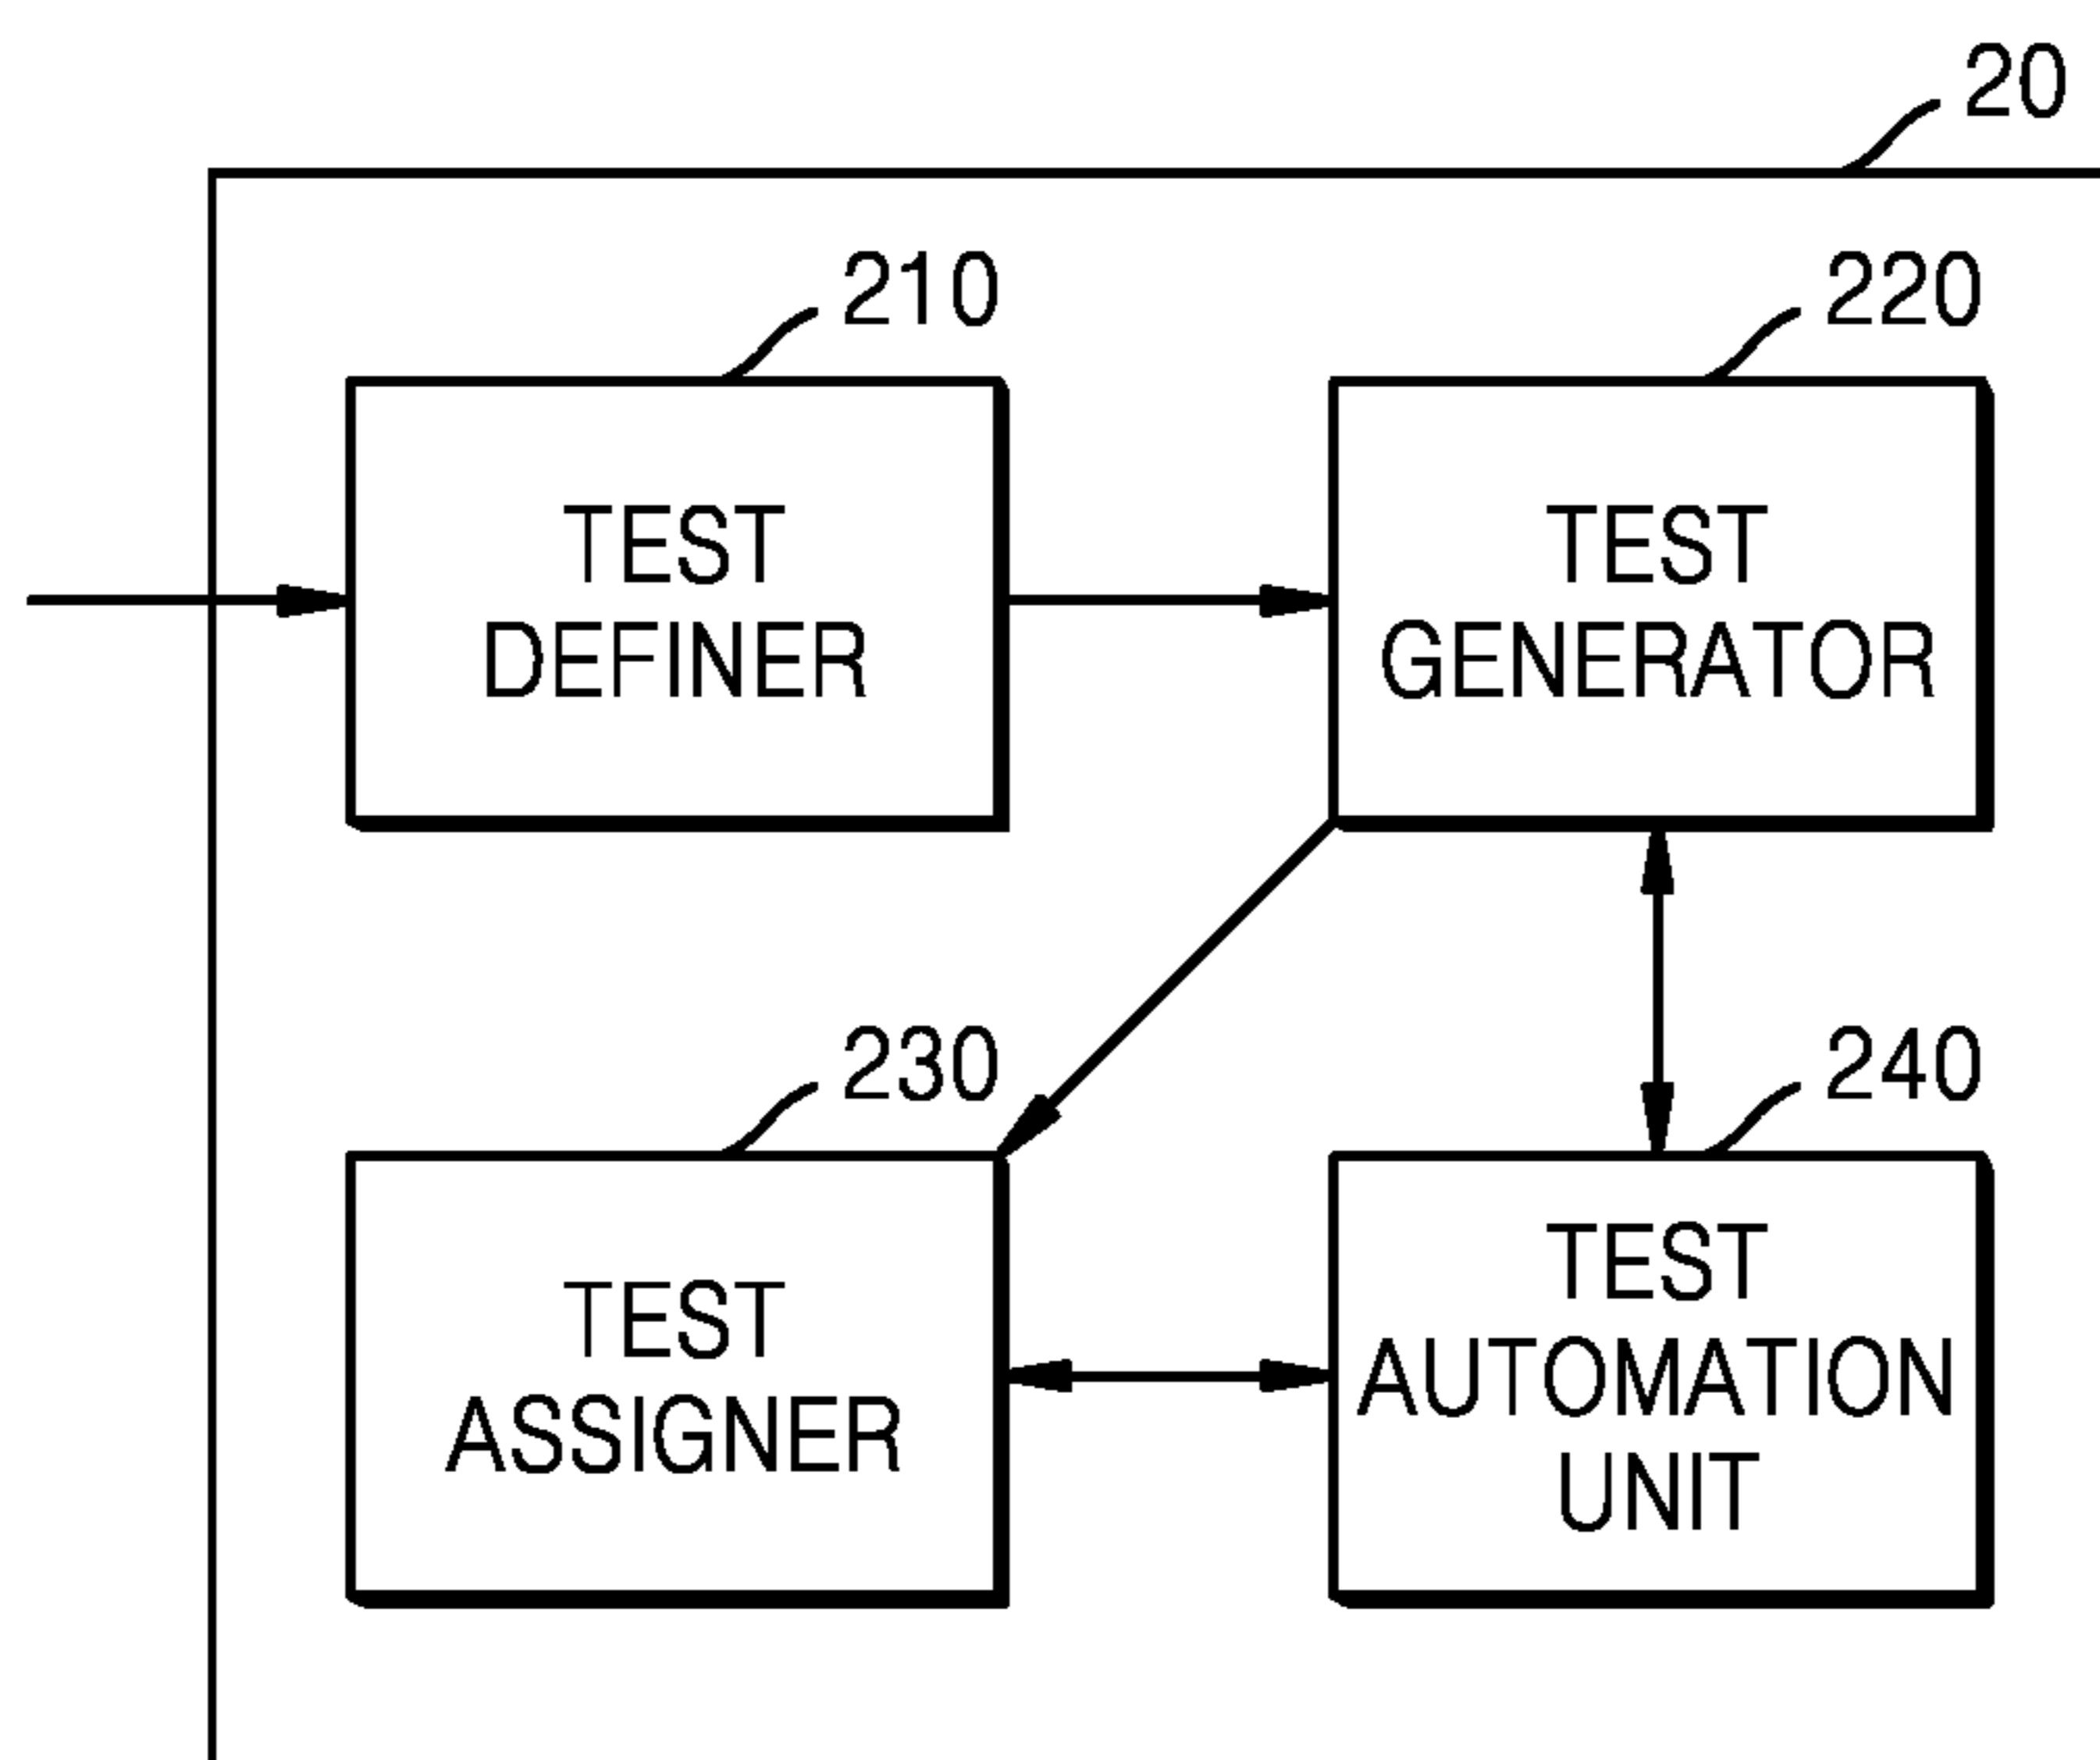 20
210
220
TEST
DEFINER
TEST
GENERATOR
230
240
TEST
ASSIGNER
TEST
AUTOMATION
UNIT